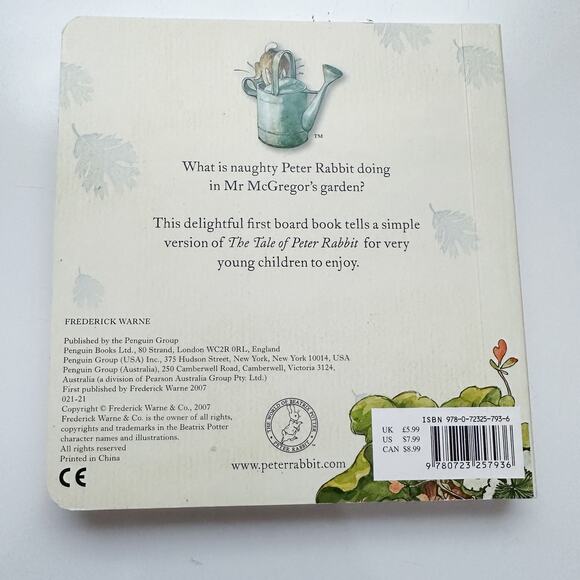 TM
What is naughty Peter Rabbit doing
in Mr McGregor's garden?
This delightful first board book tells a simple
version of The Tale of Peter Rabbit for very
young children to enjoy.
FREDERICK WARNE
Published by the Penguin Group
Penguin Books Ltd., 80 Strand, London WC2R 0RL, England
Penguin Group (USA) Inc., 375 Hudson Street, New York, New York 10014, USA
Penguin Group (Australia), 250 Camberwell Road, Camberwell, Victoria 3124,
Australia (a division of Pearson Australia Group Pty. Ltd.)
First published by Frederick Warne 2007
021-21
Copyright © Frederick Warne & Co., 2007
Frederick Warne & Co. is the owner of all rights,
copyrights and trademarks in the Beatrix Potter
character names and illustrations.
All rights reserved
Printed in China
CE
THE WORLD OF BEATRIX POTTER
PETER RABBIT
www.peterrabbit.com
ISBN 978-0-72325-793-6
UK £5.99
US $7.99
CAN $8.99
9 780723 257936